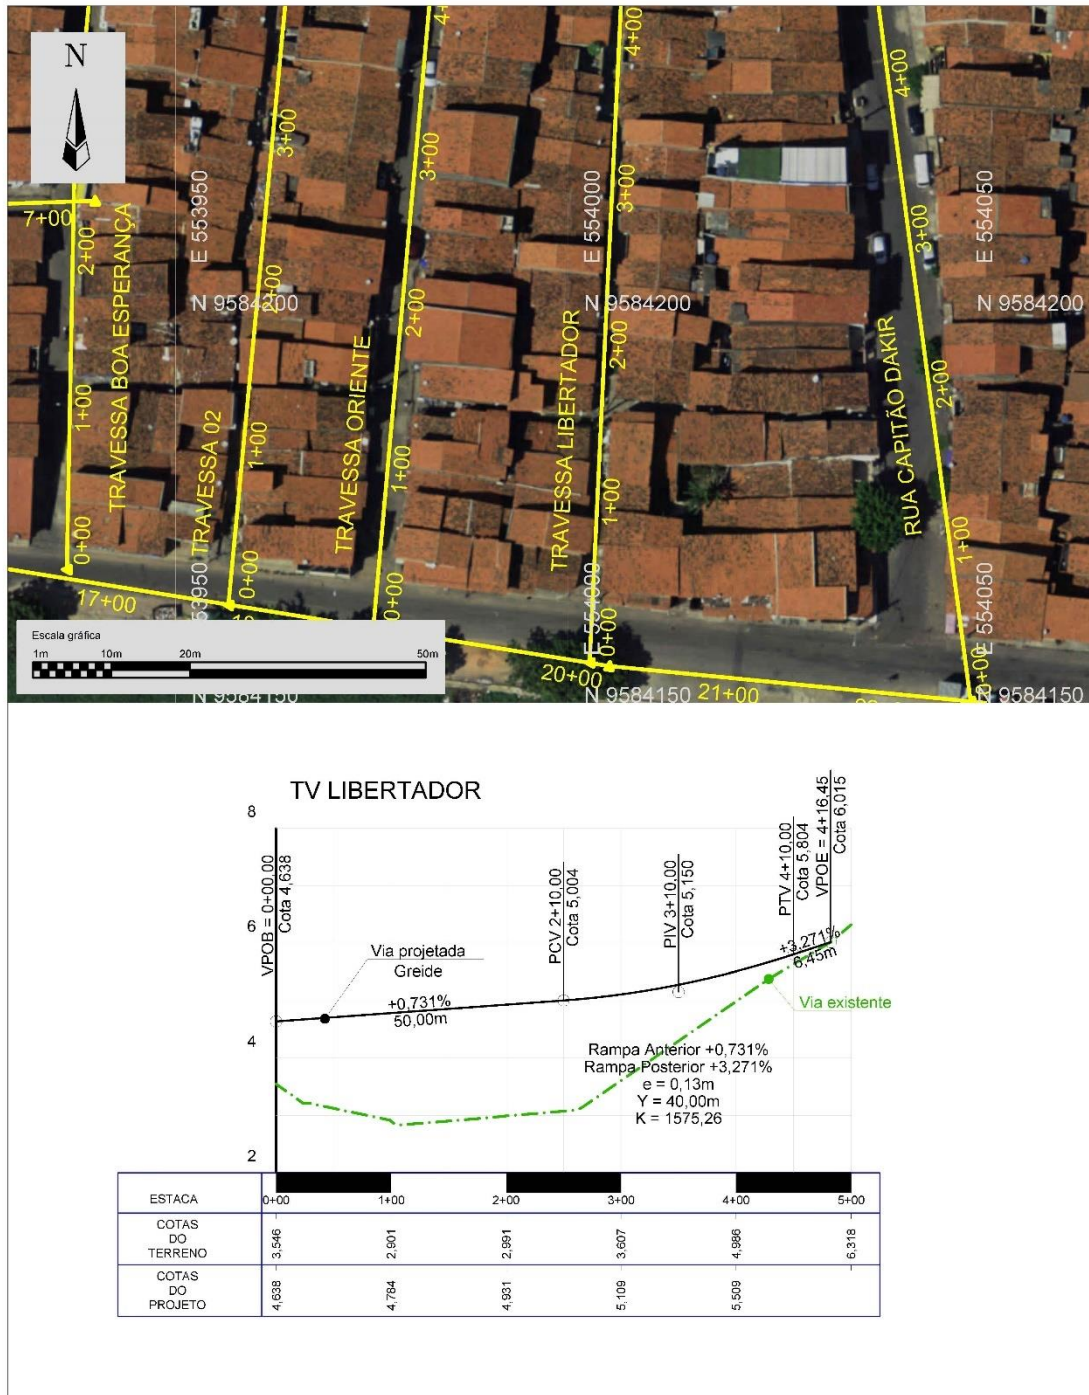 N
7+00
2+00
1+00
0+00
TRAVESSA BOA ESPERANÇA
17+00
3+00
2+00
1+00
0+00
TRAVESSA 02
E 553950
N 9584200
3+00
2+00
1+00
0+00
TRAVESSA ORIENTE
4+00
3+00
2+00
1+00
0+00
TRAVESSA LIBERTADOR
E 554000
N 9584200
E 554000
20+00
N 9584150
21+00
4+00
3+00
2+00
1+00
0+00
RUA CAPITÃO DAKIR
E 554050
N 9584200
E 554050
N 9584150
Escala gráfica
1m 10m 20m 50m
N 9584150
TV LIBERTADOR
8
6
4
2
VPOB = 0+00,00
Cota 4,638
Via projetada
Greide
+0,731%
50,00m
PCV 2+10,00
Cota 5,004
PIV 3+10,00
Cota 5,150
PTV 4+10,00
Cota 5,804
VPOE = 4+16,45
Cota 6,015
+3,271%
6,45m
Via existente
Rampa Anterior +0,731%
Rampa Posterior +3,271%
e = 0,13m
Y = 40,00m
K = 1575,26
ESTACA 0+00 1+00 2+00 3+00 4+00 5+00
COTAS
DO
TERRENO
3,546 2,901 2,991 3,607 4,986 6,318
COTAS
DO
PROJETO
4,638 4,784 4,931 5,109 5,509